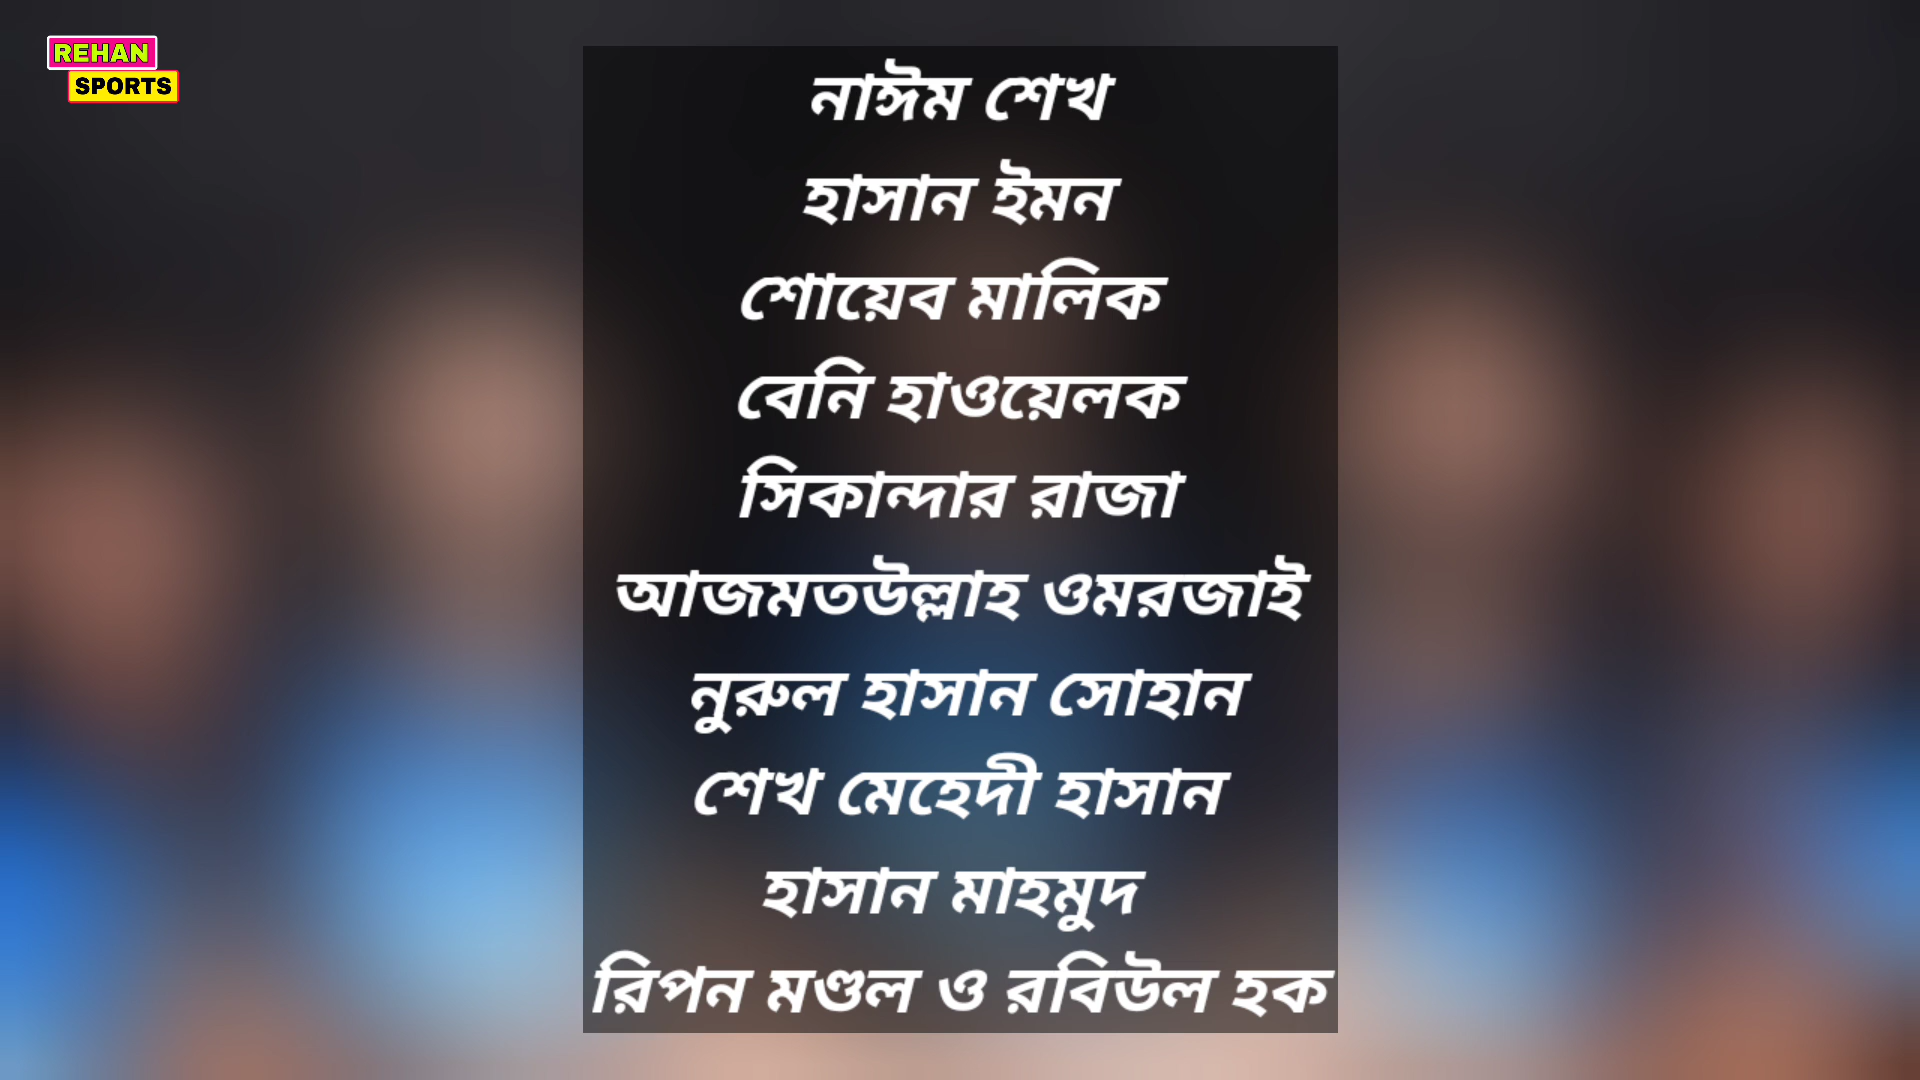 REHAN
SPORTS
নাঈম শেখ
হাসান ইমন
শোয়েব মালিক
বেনি হাওয়েলক
সিকান্দার রাজা
আজমতউল্লাহ ওমরজাই
নুরুল হাসান সোহান
শেখ মেহেদী হাসান
হাসান মাহমুদ
রিপন মণ্ডল ও রবিউল হক